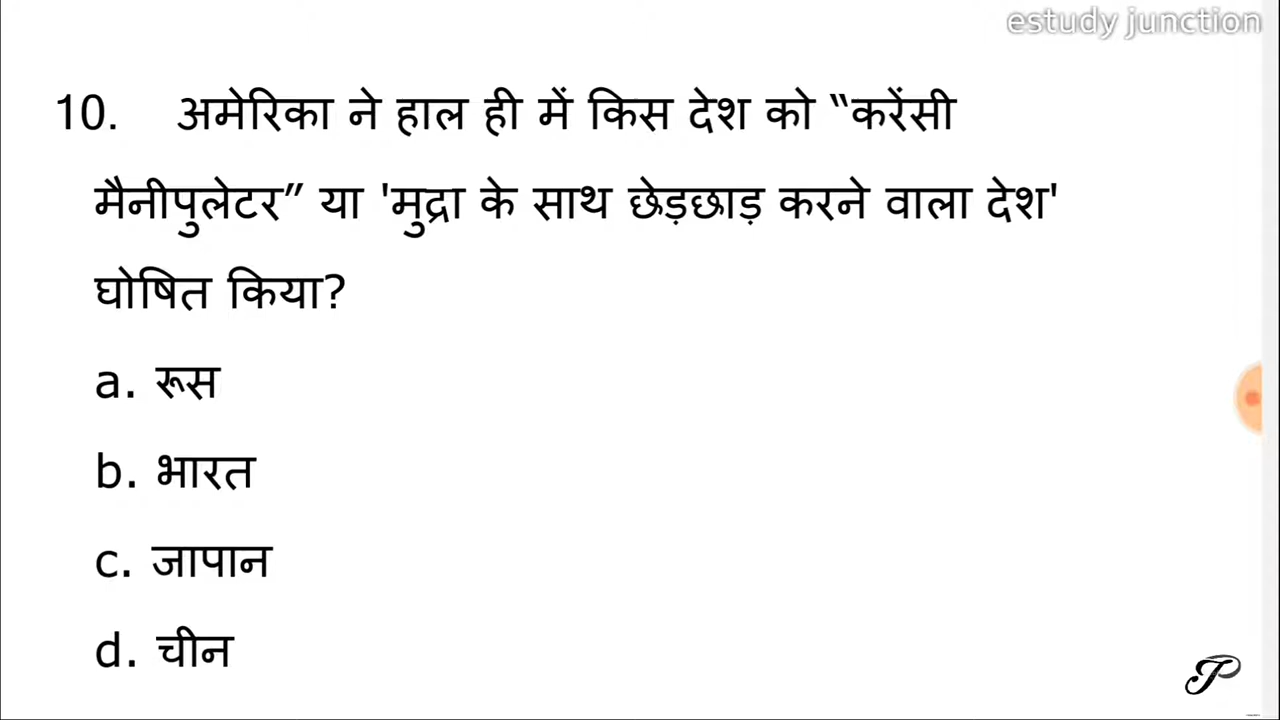 estudy junction
10. अमेरिका ने हाल ही में किस देश को “करेंसी
मैनीपुलेटर” या 'मुद्रा के साथ छेड़छाड़ करने वाला देश'
घोषित किया?
a. रूस
b. भारत
c. जापान
d. चीन